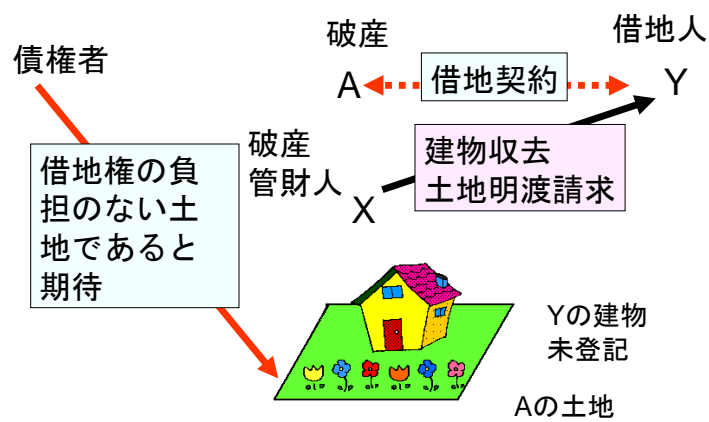 債権者
破産
A
借地契約
借地人
Y
破産
管財人
X
建物収去
土地明渡請求
借地権の負
担のない土
地であると
期待
Yの建物
未登記
Aの土地